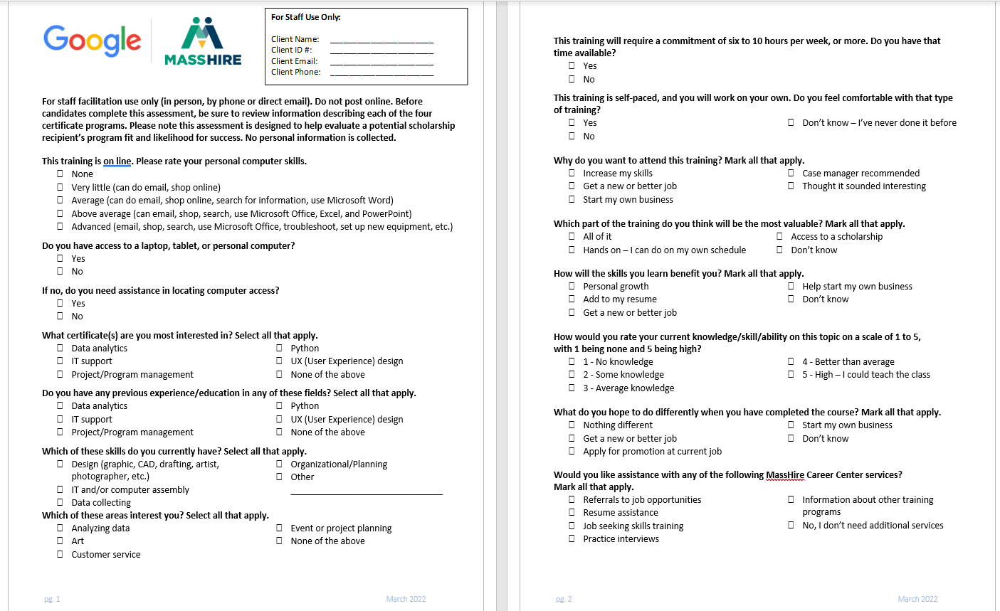 Google
MASSHIRE
For Staff Use Only:
Client Name: ______________________
Client ID #: ______________________
Client Email: ______________________
Client Phone: ______________________
For staff facilitation use only (in person, by phone or direct email). Do not post online. Before
candidates complete this assessment, be sure to review information describing each of the four
certificate programs. Please note this assessment is designed to help evaluate a potential scholarship
recipient's program fit and likelihood for success. No personal information is collected.
This training is on line. Please rate your personal computer skills.
☐ None
☐ Very little (can do email, shop online)
☐ Average (can do email, shop online, search for information, use Microsoft Word)
☐ Above average (can email, shop, search, use Microsoft Office, Excel, and PowerPoint)
☐ Advanced (email, shop, search, use Microsoft Office, troubleshoot, set up new equipment, etc.)
Do you have access to a laptop, tablet, or personal computer?
☐ Yes
☐ No
If no, do you need assistance in locating computer access?
☐ Yes
☐ No
What certificate(s) are you most interested in? Select all that apply.
☐ Data analytics
☐ IT support
☐ Project/Program management
☐ Python
☐ UX (User Experience) design
☐ None of the above
Do you have any previous experience/education in any of these fields? Select all that apply.
☐ Data analytics
☐ IT support
☐ Project/Program management
☐ Python
☐ UX (User Experience) design
☐ None of the above
Which of these skills do you currently have? Select all that apply.
☐ Design (graphic, CAD, drafting, artist,
photographer, etc.)
☐ IT and/or computer assembly
☐ Data collecting
☐ Organizational/Planning
☐ Other
______________________
Which of these areas interest you? Select all that apply.
☐ Analyzing data
☐ Art
☐ Customer service
☐ Event or project planning
☐ None of the above
pg. 1
March 2022
This training will require a commitment of six to 10 hours per week, or more. Do you have that
time available?
☐ Yes
☐ No
This training is self-paced, and you will work on your own. Do you feel comfortable with that type
of training?
☐ Yes
☐ No
☐ Don't know – I've never done it before
Why do you want to attend this training? Mark all that apply.
☐ Increase my skills
☐ Get a new or better job
☐ Start my own business
☐ Case manager recommended
☐ Thought it sounded interesting
Which part of the training do you think will be the most valuable? Mark all that apply.
☐ All of it
☐ Hands on – I can do on my own schedule
☐ Access to a scholarship
☐ Don't know
How will the skills you learn benefit you? Mark all that apply.
☐ Personal growth
☐ Add to my resume
☐ Get a new or better job
☐ Help start my own business
☐ Don't know
How would you rate your current knowledge/skill/ability on this topic on a scale of 1 to 5,
with 1 being none and 5 being high?
☐ 1 - No knowledge
☐ 2 - Some knowledge
☐ 3 - Average knowledge
☐ 4 - Better than average
☐ 5 - High – I could teach the class
What do you hope to do differently when you have completed the course? Mark all that apply.
☐ Nothing different
☐ Get a new or better job
☐ Apply for promotion at current job
☐ Start my own business
☐ Don't know
Would you like assistance with any of the following MassHire Career Center services?
Mark all that apply.
☐ Referrals to job opportunities
☐ Resume assistance
☐ Job seeking skills training
☐ Practice interviews
☐ Information about other training
programs
☐ No, I don't need additional services
pg. 2
March 2022